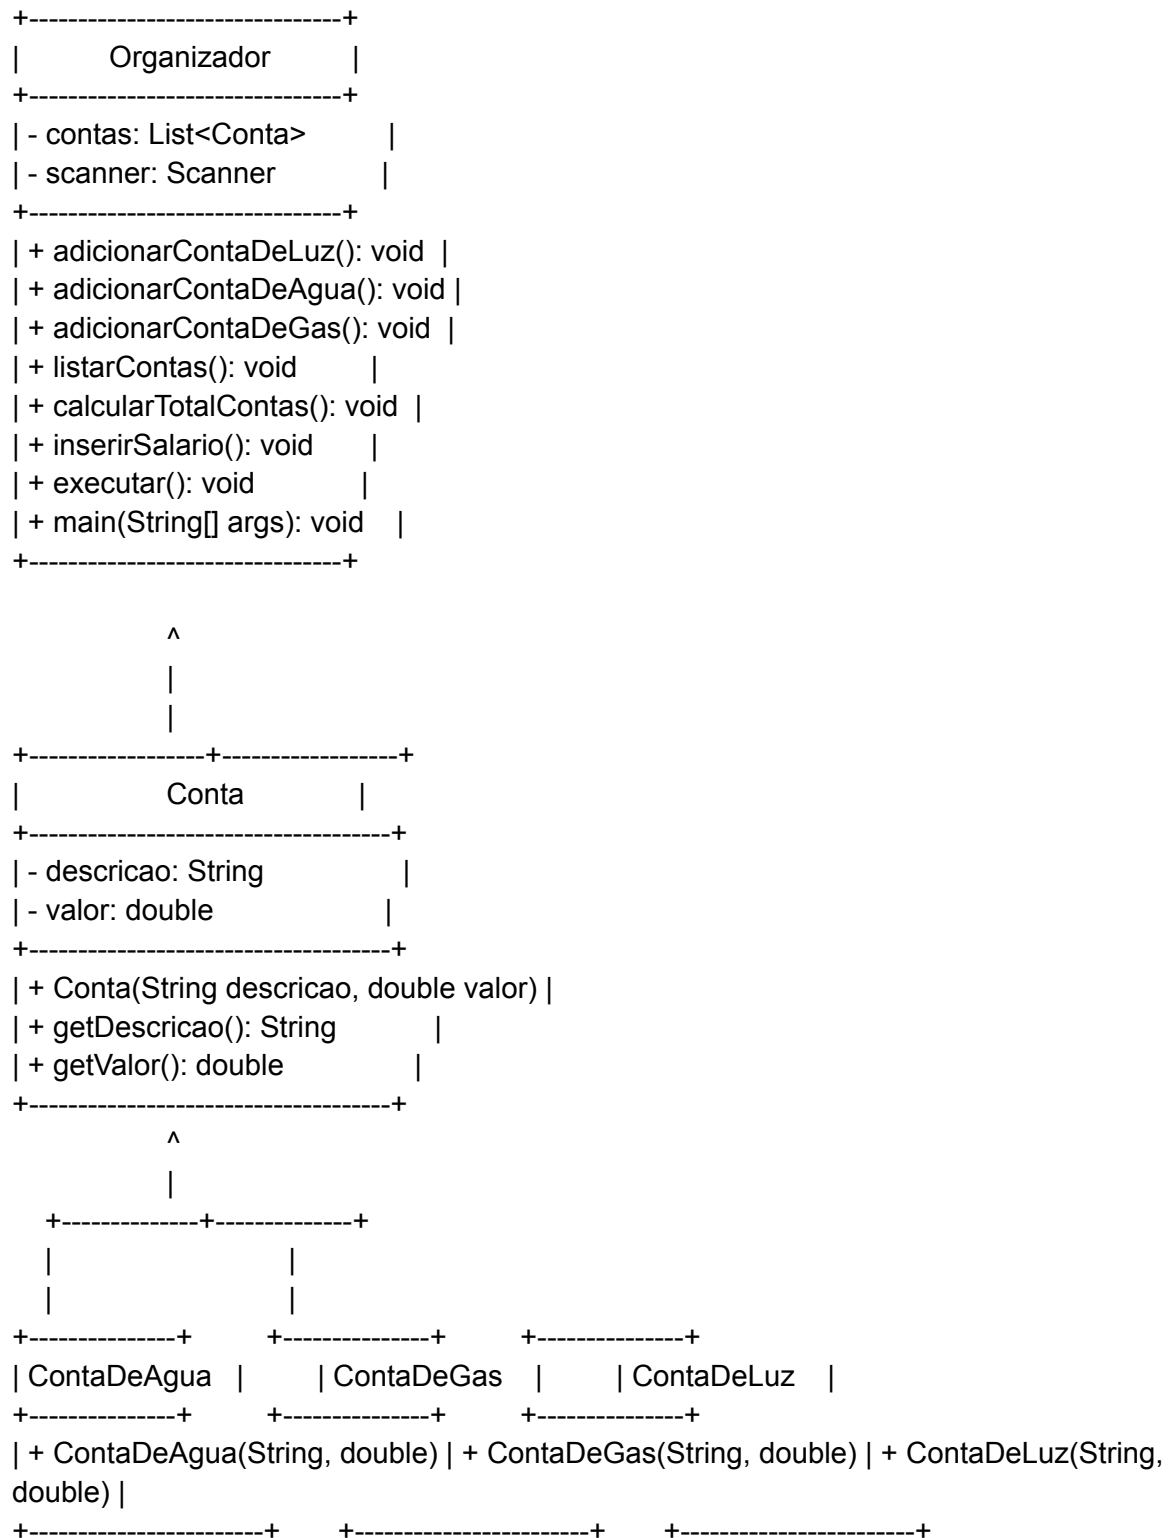 +--------------------------------+
| Organizador |
+--------------------------------+
| - contas: List<Conta> |
| - scanner: Scanner |
+--------------------------------+
| + adicionarContaDeLuz(): void |
| + adicionarContaDeAgua(): void |
| + adicionarContaDeGas(): void |
| + listarContas(): void |
| + calcularTotalContas(): void |
| + inserirSalario(): void |
| + executar(): void |
| + main(String[] args): void |
+--------------------------------+
^
|
|
+------------------+------------------+
| Conta |
+-------------------------------------+
| - descricao: String |
| - valor: double |
+-------------------------------------+
| + Conta(String descricao, double valor) |
| + getDescricao(): String |
| + getValor(): double |
+-------------------------------------+
^
|
+--------------+--------------+
| |
| |
+---------------+ +---------------+ +---------------+
| ContaDeAgua | | ContaDeGas | | ContaDeLuz |
+---------------+ +---------------+ +---------------+
| + ContaDeAgua(String, double) | + ContaDeGas(String, double) | + ContaDeLuz(String,
double) |
+------------------------+ +------------------------+ +------------------------+